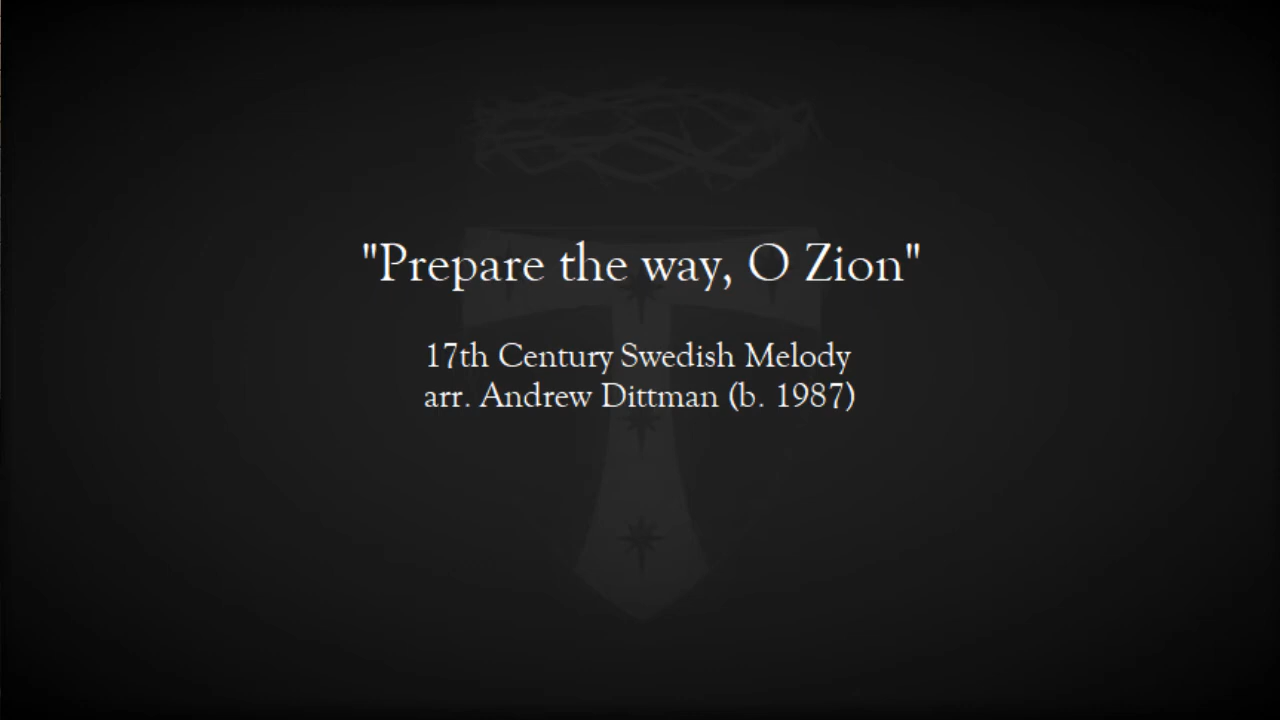 "Prepare the way, O Zion"
17th Century Swedish Melody
arr. Andrew Dittman (b. 1987)